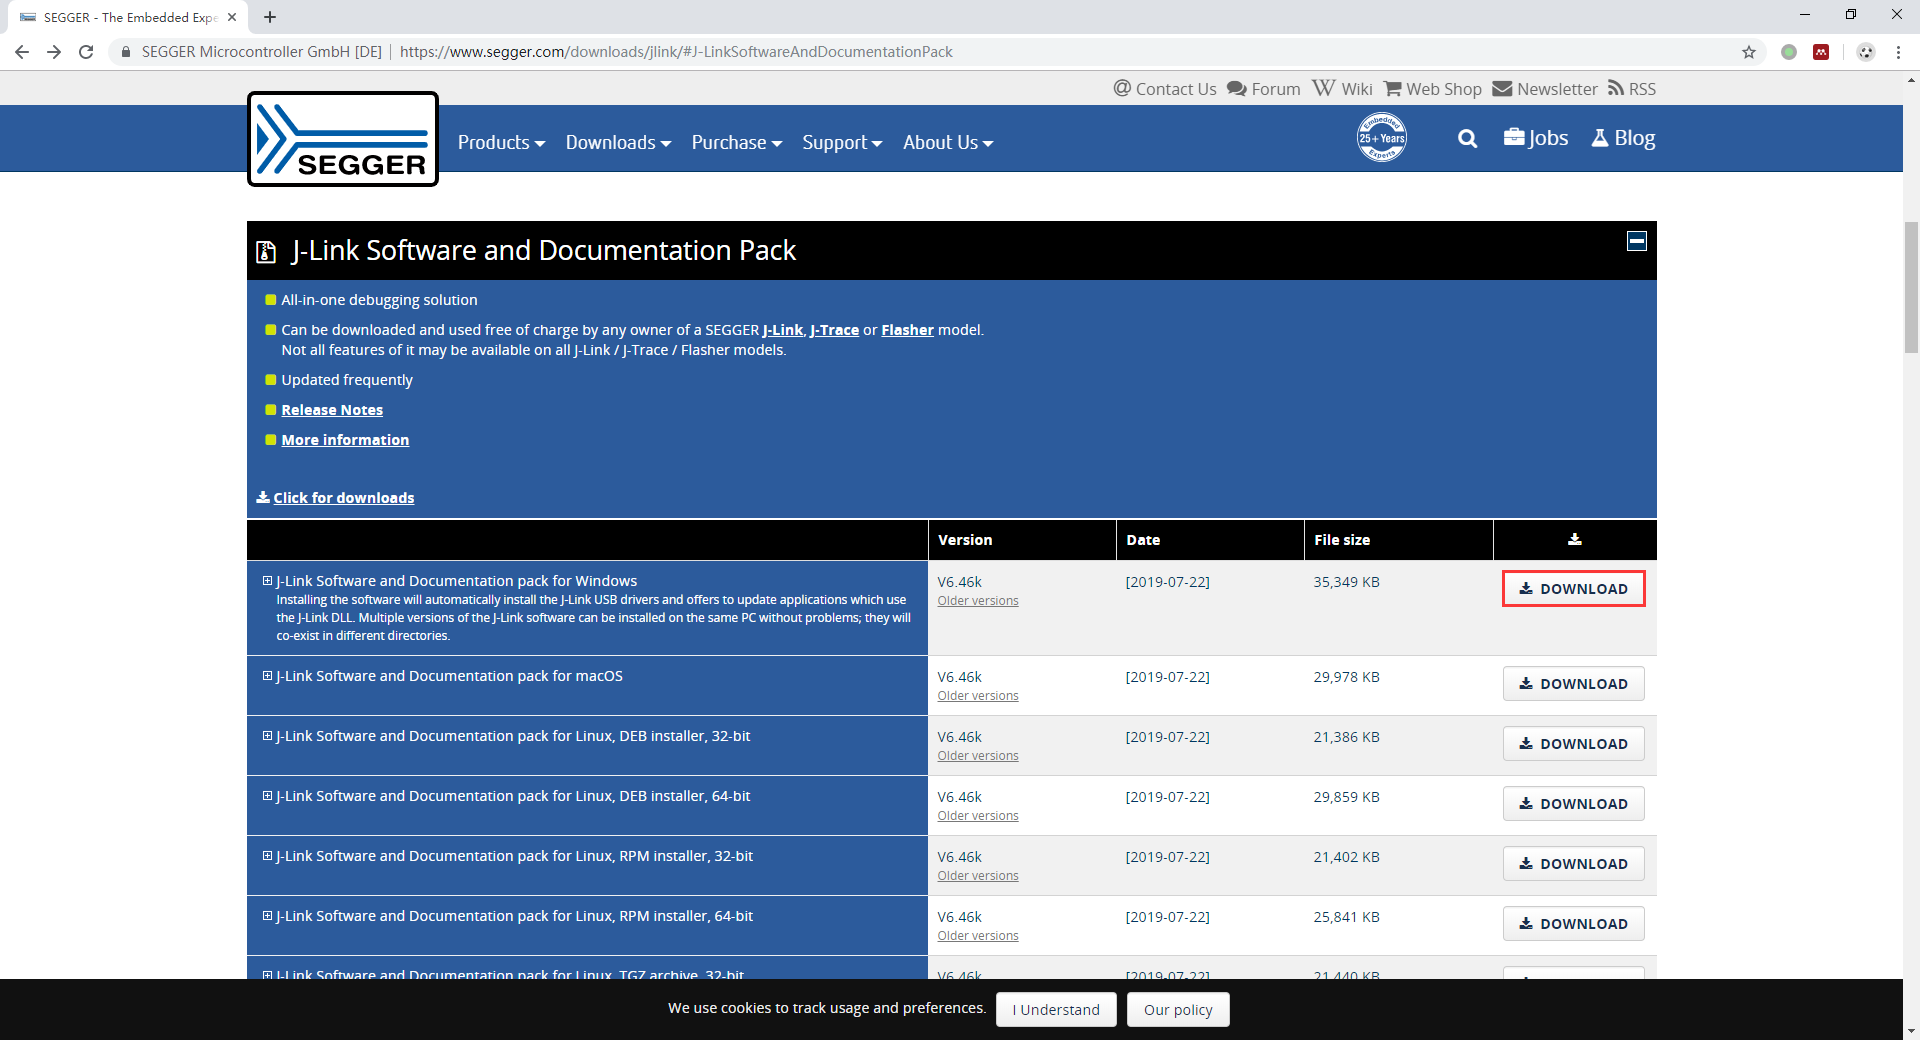 SEGGER - The Embedded Expe
SEGGER Microcontroller GmbH [DE] | https://www.segger.com/downloads/jlink/#J-LinkSoftwareAndDocumentationPack
Contact Us Forum Wiki Web Shop Newsletter RSS
SEGGER
Products Downloads Purchase Support About Us
Embedded
25+ Years
Experts
Jobs Blog
J-Link Software and Documentation Pack
All-in-one debugging solution
Can be downloaded and used free of charge by any owner of a SEGGER J-Link, J-Trace or Flasher model.
Not all features of it may be available on all J-Link / J-Trace / Flasher models.
Updated frequently
Release Notes
More information
Click for downloads
Version Date File size
J-Link Software and Documentation pack for Windows V6.46k [2019-07-22] 35,349 KB DOWNLOAD
Older versions
Installing the software will automatically install the J-Link USB drivers and offers to update applications which use
the J-Link DLL. Multiple versions of the J-Link software can be installed on the same PC without problems; they will
co-exist in different directories.
J-Link Software and Documentation pack for macOS V6.46k [2019-07-22] 29,978 KB DOWNLOAD
Older versions
J-Link Software and Documentation pack for Linux, DEB installer, 32-bit V6.46k [2019-07-22] 21,386 KB DOWNLOAD
Older versions
J-Link Software and Documentation pack for Linux, DEB installer, 64-bit V6.46k [2019-07-22] 29,859 KB DOWNLOAD
Older versions
J-Link Software and Documentation pack for Linux, RPM installer, 32-bit V6.46k [2019-07-22] 21,402 KB DOWNLOAD
Older versions
J-Link Software and Documentation pack for Linux, RPM installer, 64-bit V6.46k [2019-07-22] 25,841 KB DOWNLOAD
Older versions
J-Link Software and Documentation pack for Linux, TGZ archive, 32-bit V6.46k [2019-07-22] 21,440 KB
We use cookies to track usage and preferences. I Understand Our policy